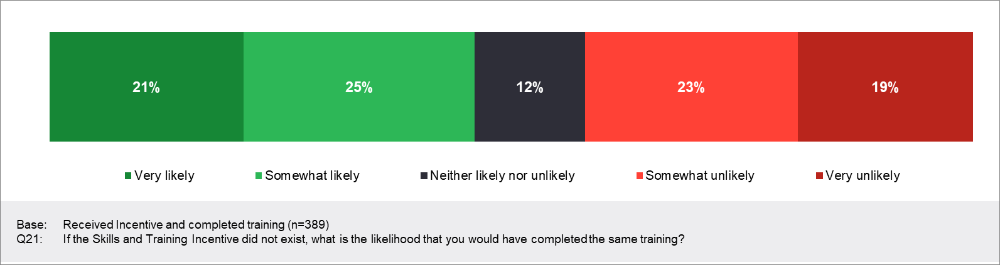 21% 25% 12% 23% 19%
Very likely Somewhat likely Neither likely nor unlikely Somewhat unlikely Very unlikely
Base: Received Incentive and completed training (n=389)
Q21: If the Skills and Training Incentive did not exist, what is the likelihood that you would have completed the same training?